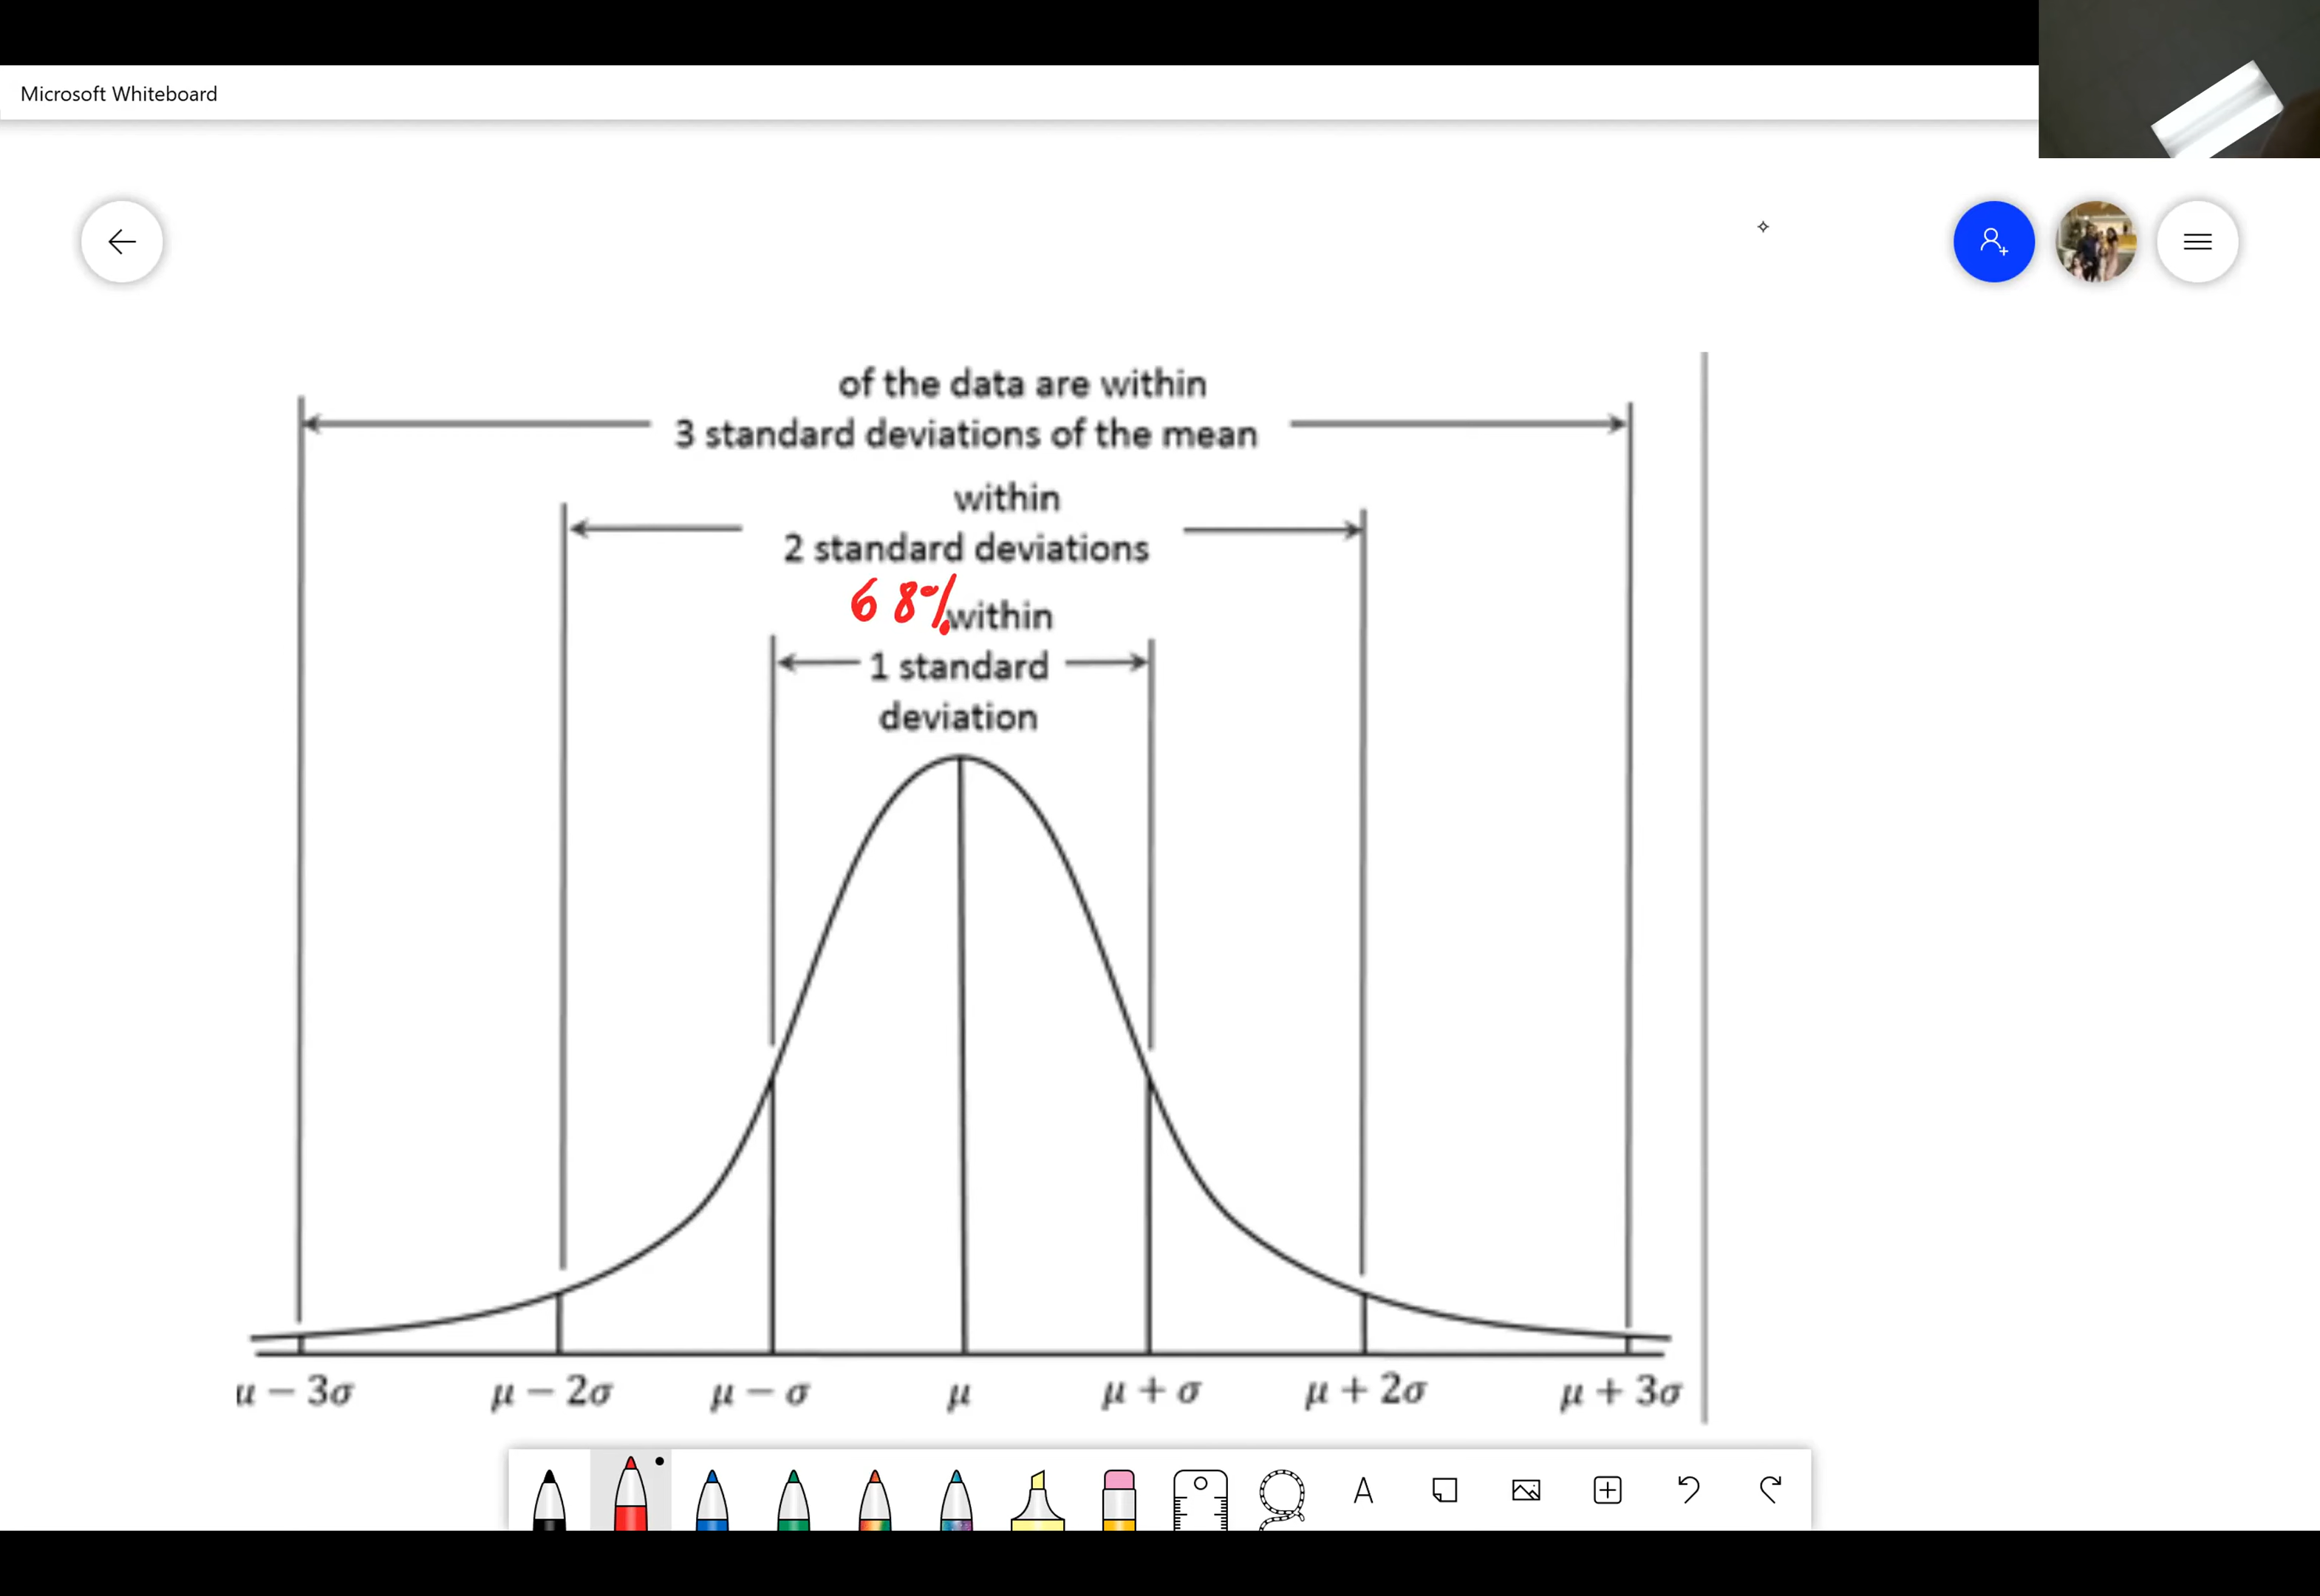 Microsoft Whiteboard
of the data are within
3 standard deviations of the mean
within
2 standard deviations
68% within
1 standard
deviation
μ − 3σ μ − 2σ μ − σ μ μ + σ μ + 2σ μ + 3σ
A